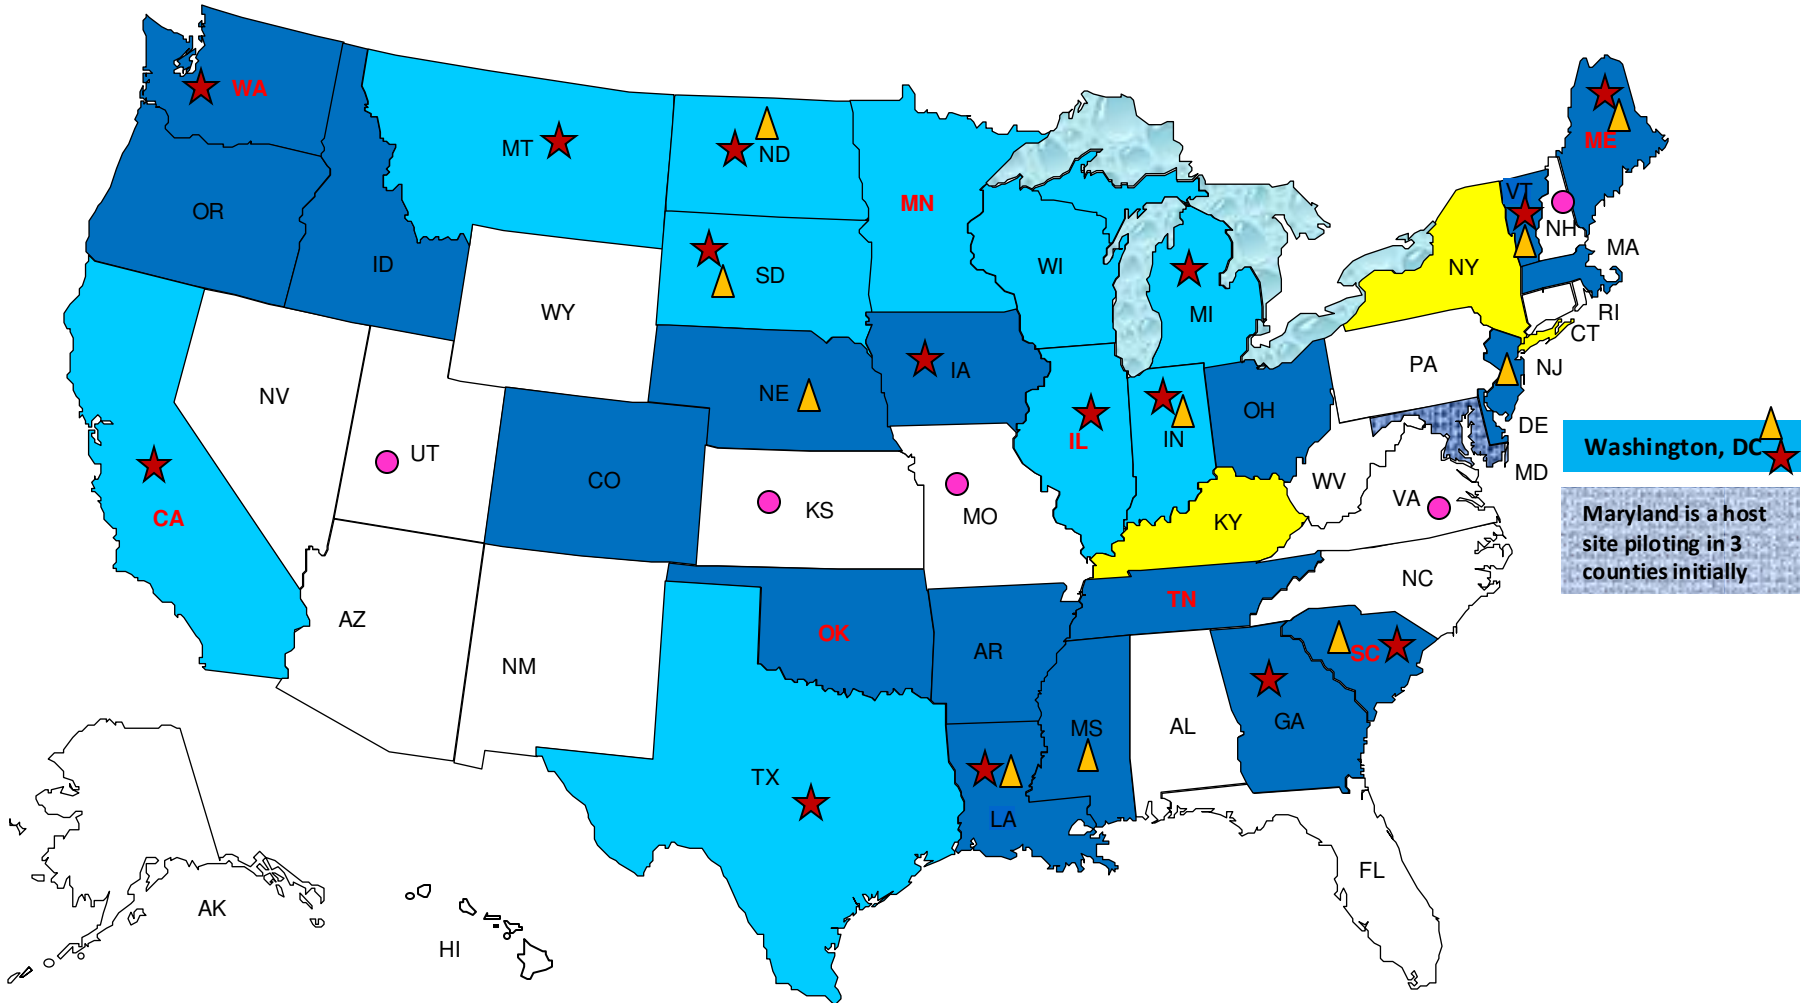 WA
ME
MT
ND
VT
MN
OR
NH
MA
ID
SD
WI
NY
WY
MI
RI
CT
IA
PA
NJ
NV
NE
OH
DE
IL
IN
Washington, DC
UT
CO
WV
MD
VA
CA
KS
MO
KY
Maryland is a host
site piloting in 3
counties initially
NC
AZ
TN
OK
AR
SC
NM
GA
MS
AL
TX
LA
FL
AK
HI